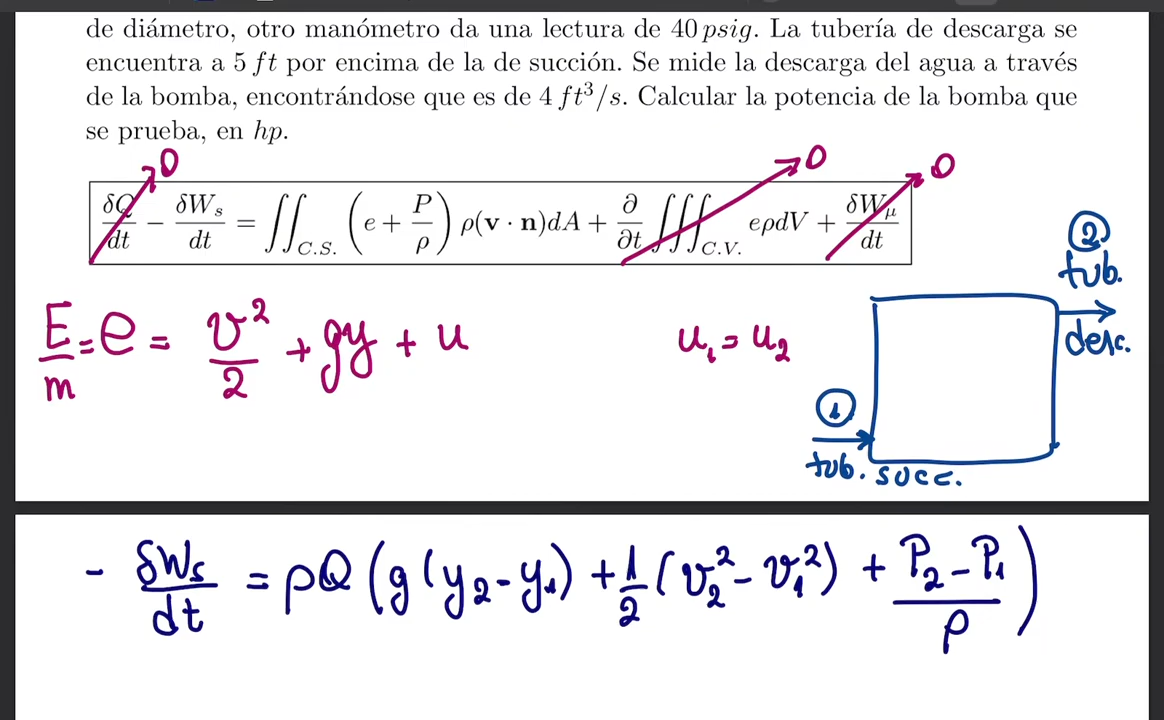 de diámetro, otro manómetro da una lectura de 40 psig. La tubería de descarga se
encuentra a 5 ft por encima de la de succión. Se mide la descarga del agua a través
de la bomba, encontrándose que es de 4 ft³/s. Calcular la potencia de la bomba que
se prueba, en hp.
0 0 0
δQ/dt − δWₛ/dt = ∬_C.S. (e + P/ρ) ρ(v · n)dA + ∂/∂t ∭_C.V. eρdV + δW_μ/dt
② tub. desc.
E/m = e = v²/2 + gy + u
u₁ = u₂
① tub. succ.
- δWₛ/dt = ρQ (g(y₂ - y₁) + 1/2 (v₂² - v₁²) + P₂ - P₁/ρ)